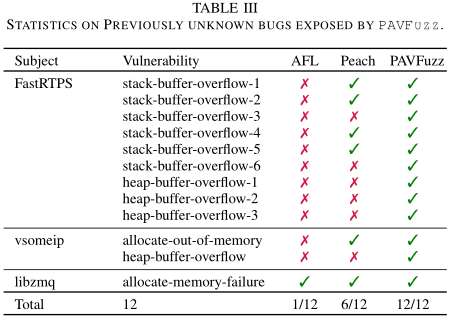 TABLE III
STATISTICS ON PREVIOUSLY UNKNOWN BUGS EXPOSED BY PAVFUZZ.
Subject Vulnerability AFL Peach PAVFuzz
FastRTPS stack-buffer-overflow-1 ✗ ✓ ✓
stack-buffer-overflow-2 ✗ ✓ ✓
stack-buffer-overflow-3 ✗ ✗ ✓
stack-buffer-overflow-4 ✗ ✓ ✓
stack-buffer-overflow-5 ✗ ✓ ✓
stack-buffer-overflow-6 ✗ ✗ ✓
heap-buffer-overflow-1 ✗ ✗ ✓
heap-buffer-overflow-2 ✗ ✗ ✓
heap-buffer-overflow-3 ✗ ✗ ✓
vsomeip allocate-out-of-memory ✗ ✓ ✓
heap-buffer-overflow ✗ ✗ ✓
libzmq allocate-memory-failure ✓ ✓ ✓
Total 12 1/12 6/12 12/12